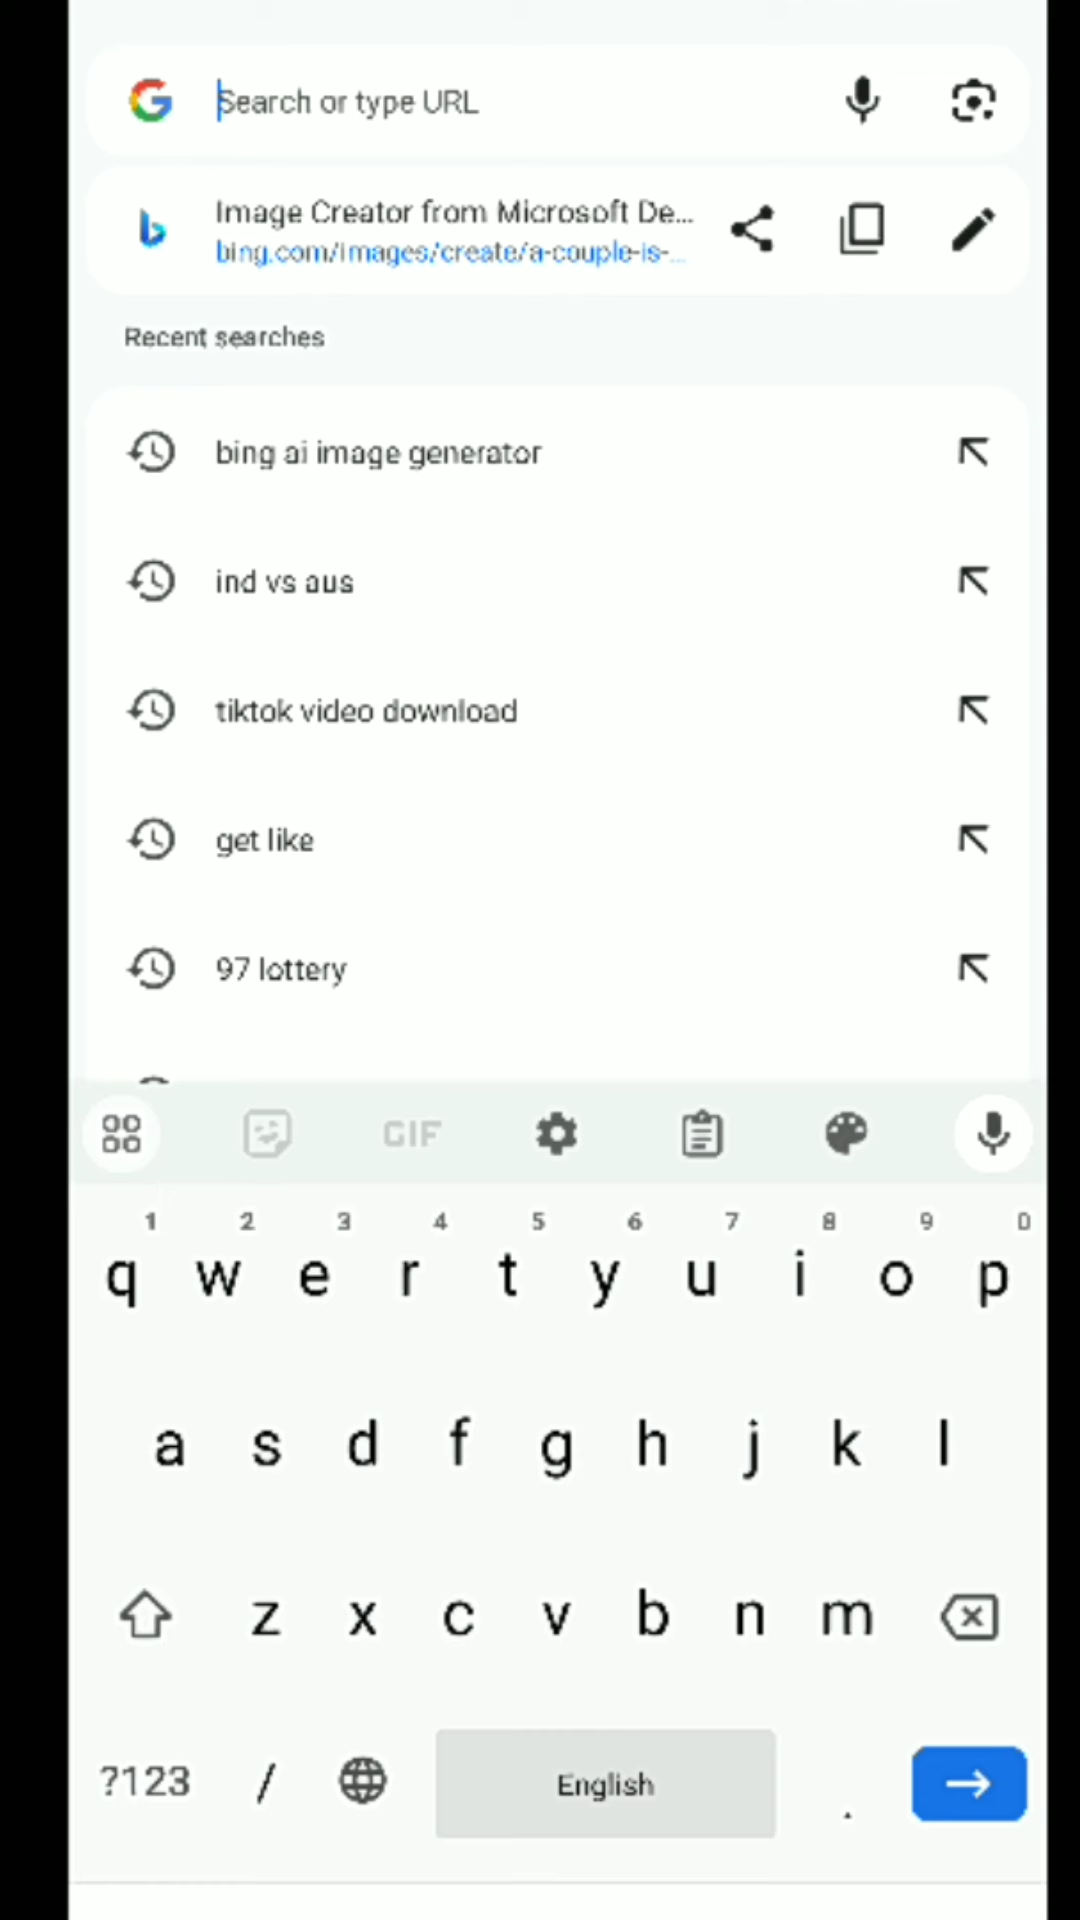 Search or type URL
Image Creator from Microsoft De...
bing.com/images/create/a-couple-is-...
Recent searches
bing ai image generator
ind vs aus
tiktok video download
get like
97 lottery
GIF
1 2 3 4 5 6 7 8 9 0
q w e r t y u i o p
a s d f g h j k l
z x c v b n m
?123 / English .